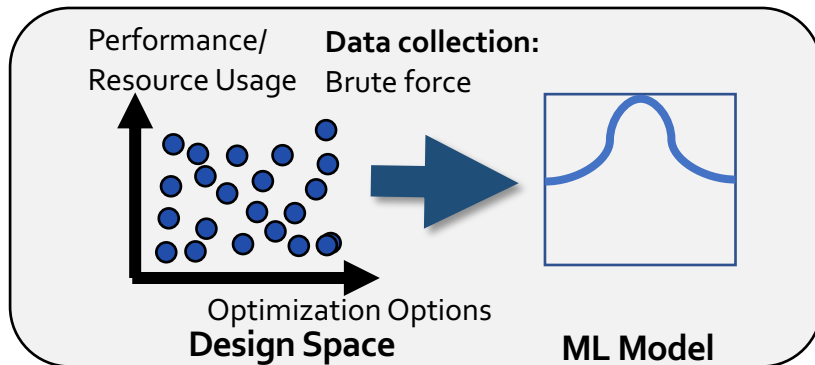 Performance/
Resource Usage
Data collection:
Brute force
Optimization Options
Design Space
ML Model